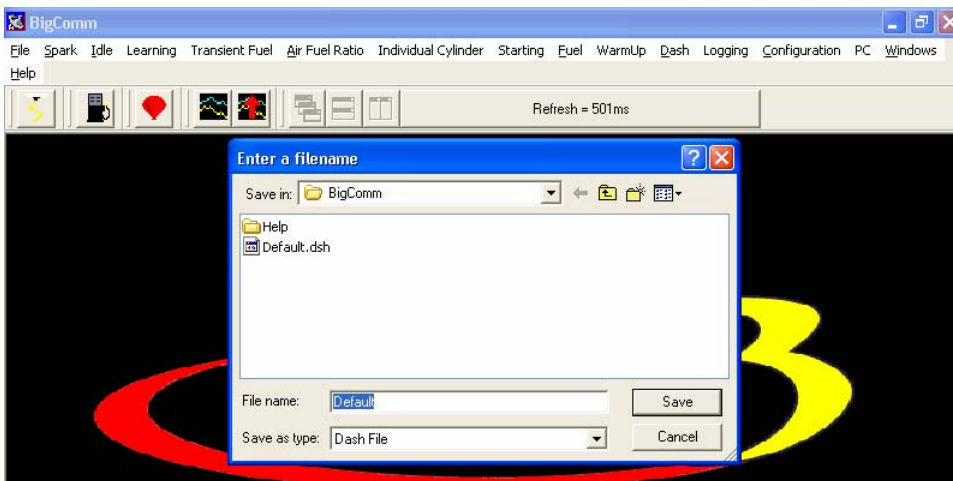 BigComm
File Spark Idle Learning Transient Fuel Air Fuel Ratio Individual Cylinder Starting Fuel WarmUp Dash Logging Configuration PC Windows
Help
Refresh = 501ms
Enter a filename
Save in: BigComm
Help
Default.dsh
File name: Default
Save
Save as type: Dash File
Cancel